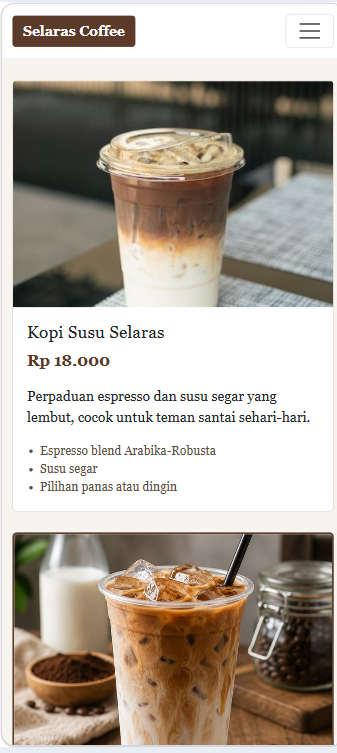 Selaras Coffee
Kopi Susu Selaras
Rp 18.000
Perpaduan espresso dan susu segar yang
lembut, cocok untuk teman santai sehari-hari.
• Espresso blend Arabika-Robusta
• Susu segar
• Pilihan panas atau dingin